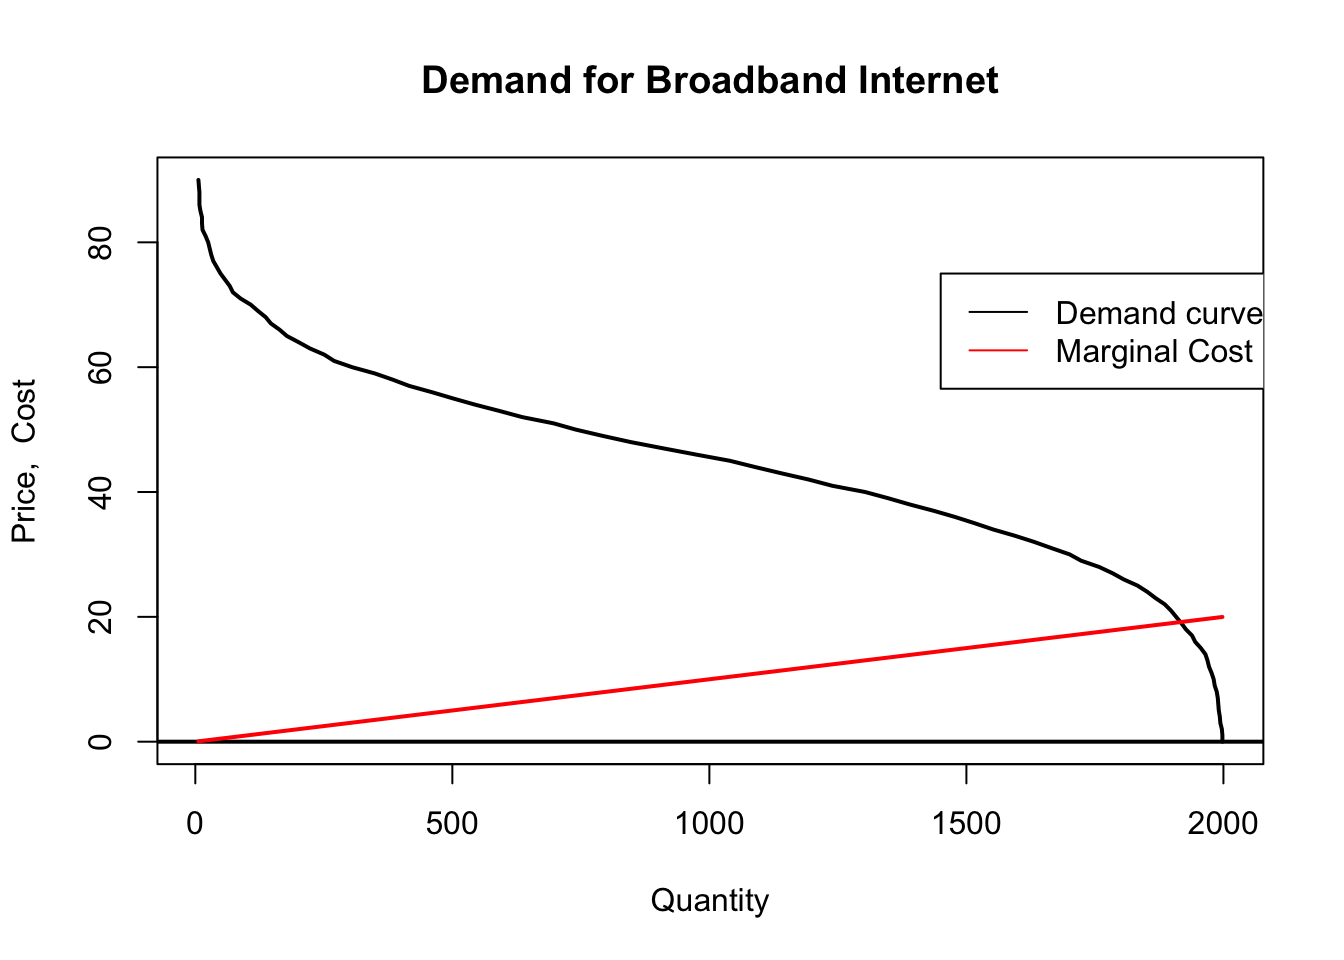 Demand for Broadband Internet
80
60
40
20
0
Price, Cost
Demand curve
Marginal Cost
0 500 1000 1500 2000
Quantity